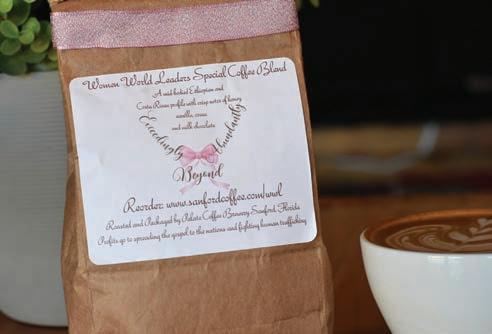 Women World Leaders Special Coffee Blend
A mid bodied Ethiopian and
Costa Rican profile with crisp notes of honey
vanilla, cocoa
and milk chocolate
Exceedingly Abundantly
Beyond
Reorder: www.sanfordcoffee.com/wwl
Roasted and Packaged by Palate Coffee Brewery Sanford, Florida
Profits go to spreading the gospel to the nations and fighting human trafficking